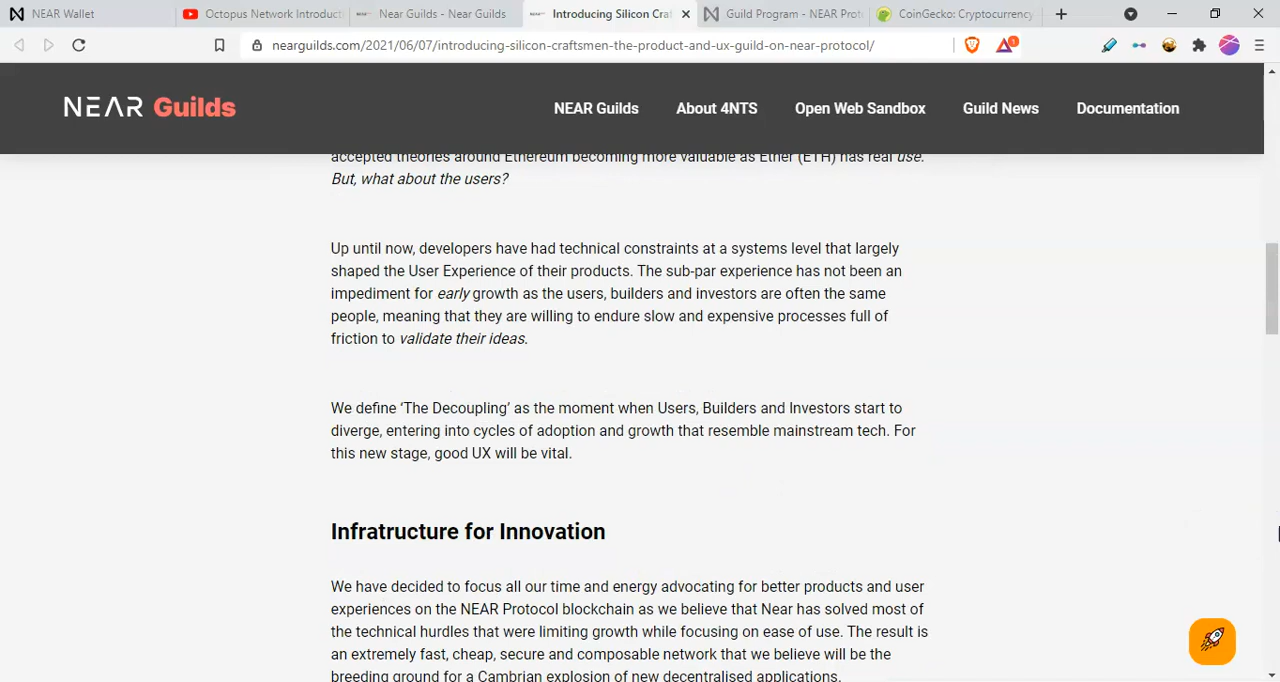 NEAR Wallet
Octopus Network Introduct
Near Guilds - Near Guilds
Introducing Silicon Craf
Guild Program - NEAR Prot
CoinGecko: Cryptocurrency
nearguilds.com/2021/06/07/introducing-silicon-craftsmen-the-product-and-ux-guild-on-near-protocol/
1
NEAR Guilds
NEAR Guilds
About 4NTS
Open Web Sandbox
Guild News
Documentation
accepted theories around Ethereum becoming more valuable as Ether (ETH) has real use.
But, what about the users?
Up until now, developers have had technical constraints at a systems level that largely
shaped the User Experience of their products. The sub-par experience has not been an
impediment for early growth as the users, builders and investors are often the same
people, meaning that they are willing to endure slow and expensive processes full of
friction to validate their ideas.
We define ‘The Decoupling’ as the moment when Users, Builders and Investors start to
diverge, entering into cycles of adoption and growth that resemble mainstream tech. For
this new stage, good UX will be vital.
Infratructure for Innovation
We have decided to focus all our time and energy advocating for better products and user
experiences on the NEAR Protocol blockchain as we believe that Near has solved most of
the technical hurdles that were limiting growth while focusing on ease of use. The result is
an extremely fast, cheap, secure and composable network that we believe will be the
breeding ground for a Cambrian explosion of new decentralised applications.